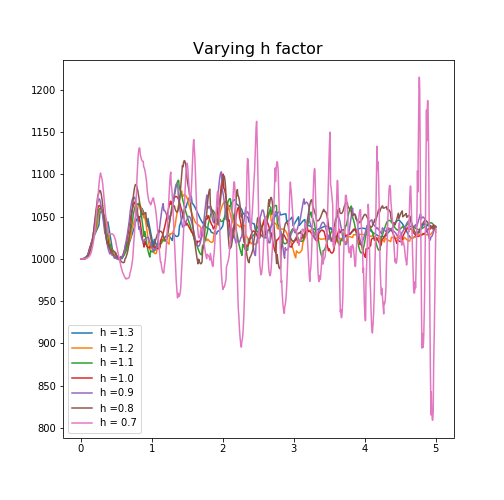 Varying h factor
1200
1150
1100
1050
1000
950
900
850
800
h =1.3
h =1.2
h =1.1
h =1.0
h =0.9
h =0.8
h = 0.7
0 1 2 3 4 5